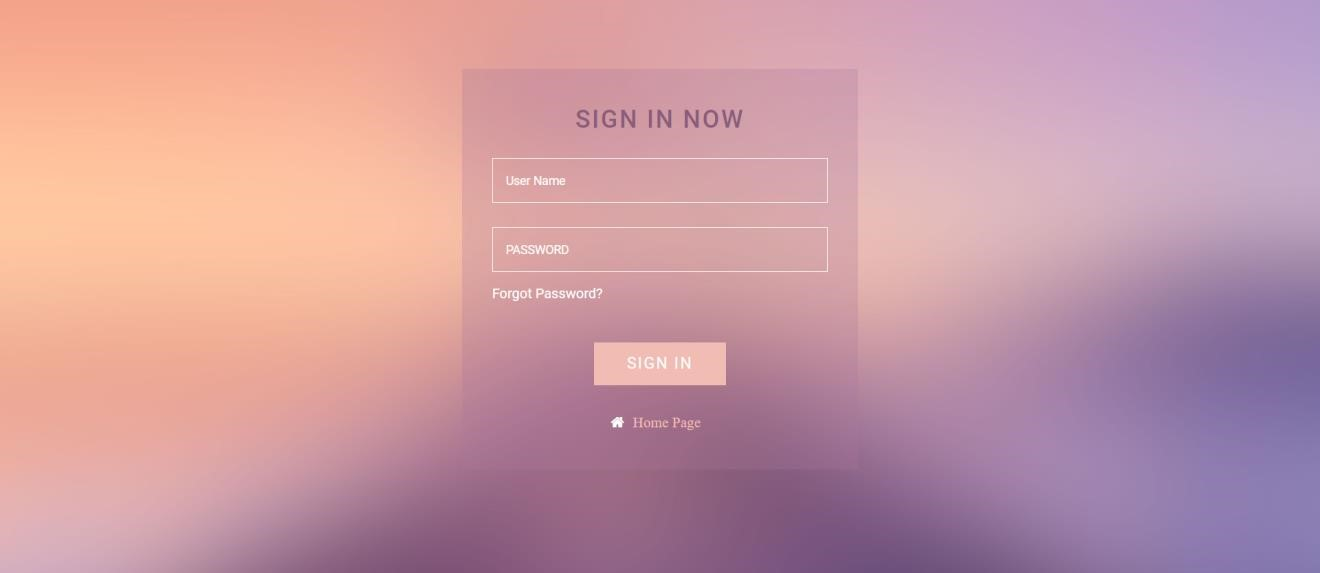 SIGN IN NOW
User Name
PASSWORD
Forgot Password?
SIGN IN
Home Page